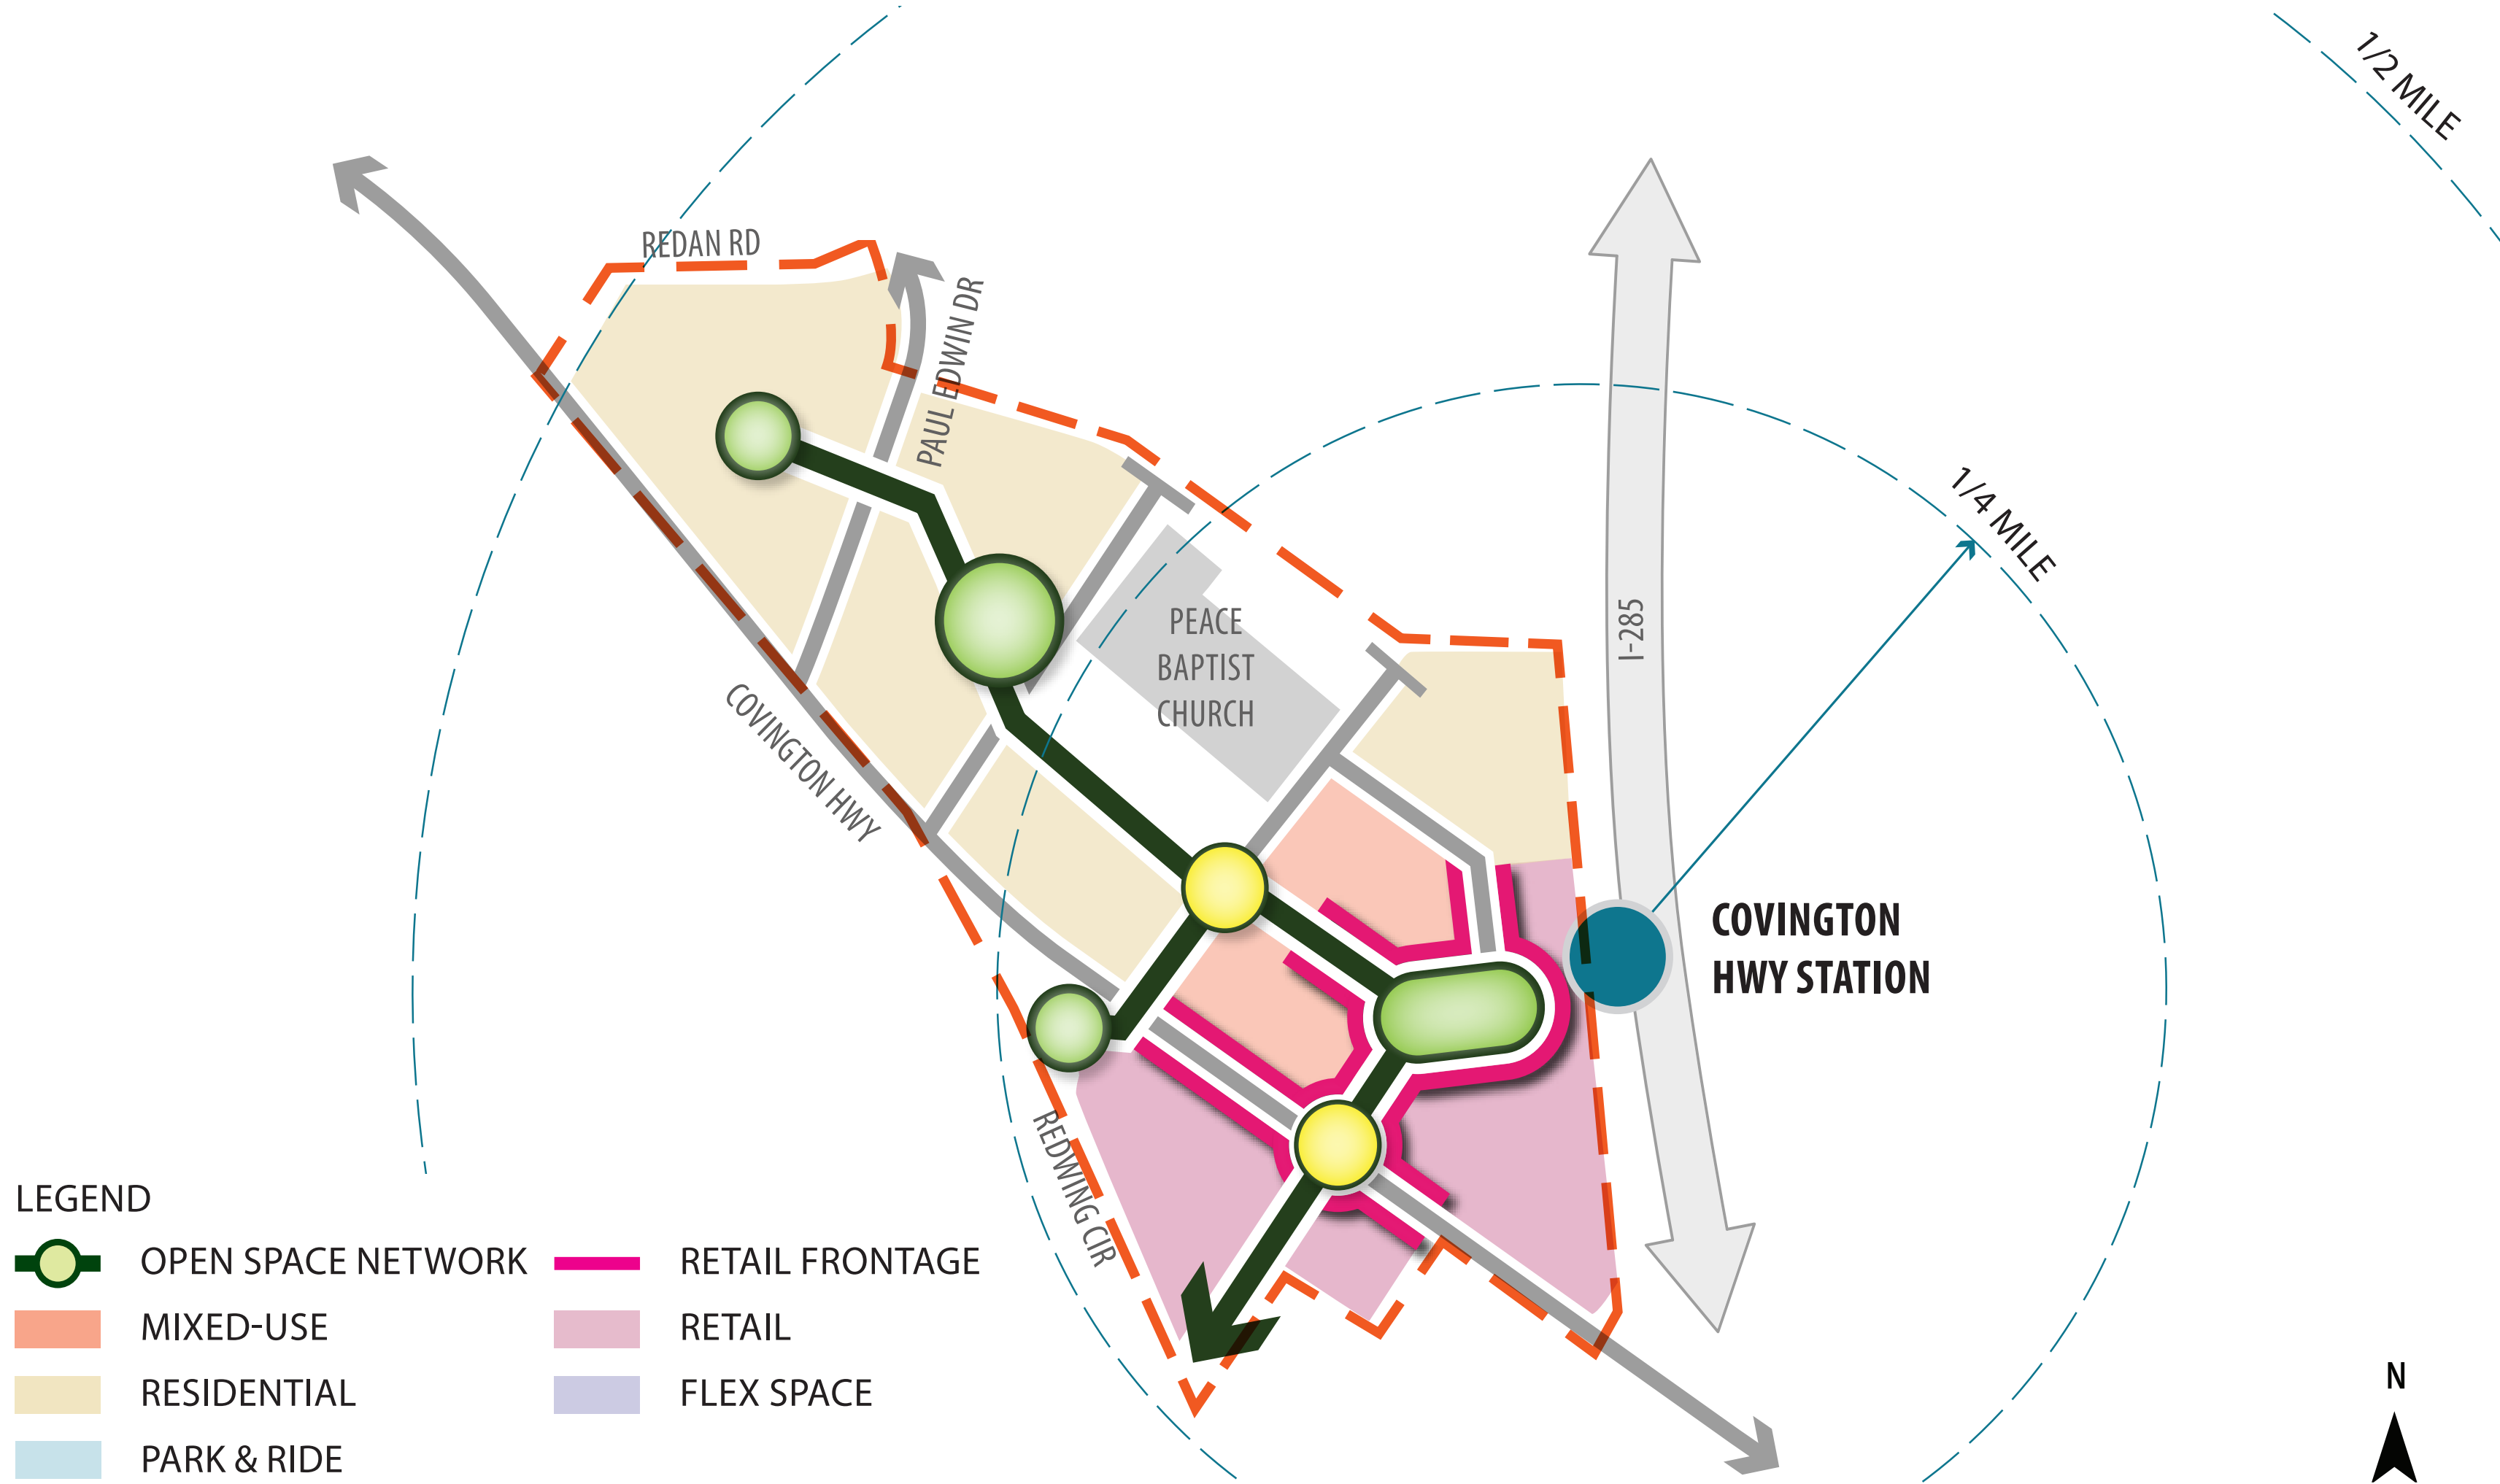 1/2 MILE
REDAN RD
PAUL EDWIN DR
1/4 MILE
I-285
PEACE
BAPTIST
CHURCH
COVINGTON HWY
COVINGTON
HWY STATION
REDWING CIR
LEGEND
OPEN SPACE NETWORK
MIXED-USE
RESIDENTIAL
PARK & RIDE
RETAIL FRONTAGE
RETAIL
FLEX SPACE
N